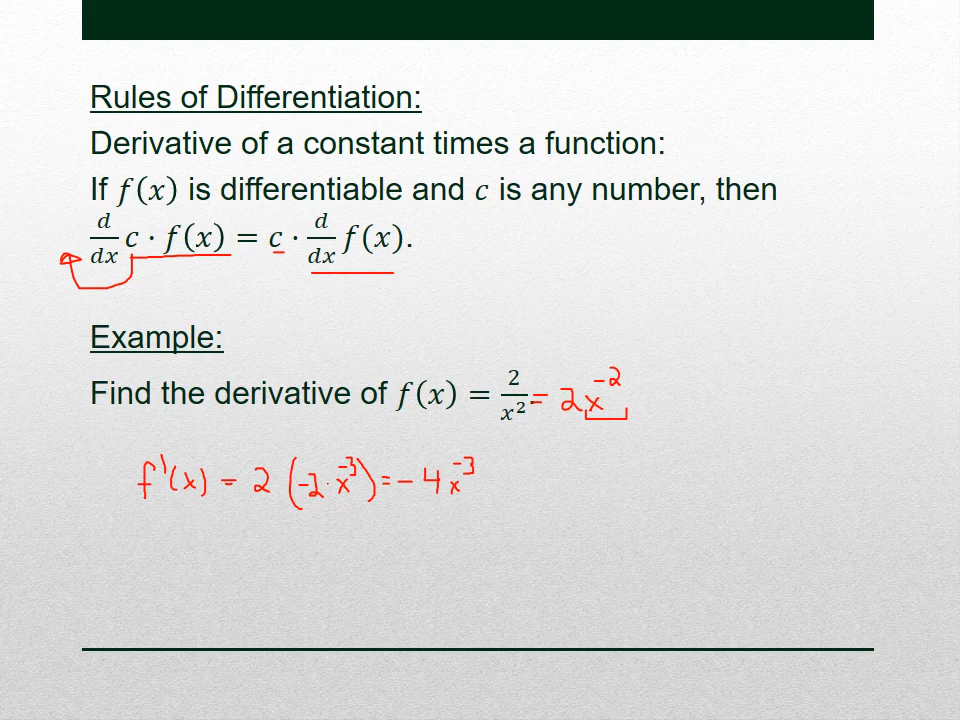 Rules of Differentiation:
Derivative of a constant times a function:
If f(x) is differentiable and c is any number, then
d/dx c · f(x) = c · d/dx f(x).
Example:
Find the derivative of f(x) = 2/x². = 2x⁻²
f'(x) = 2 (-2 · x⁻³) = -4x⁻³